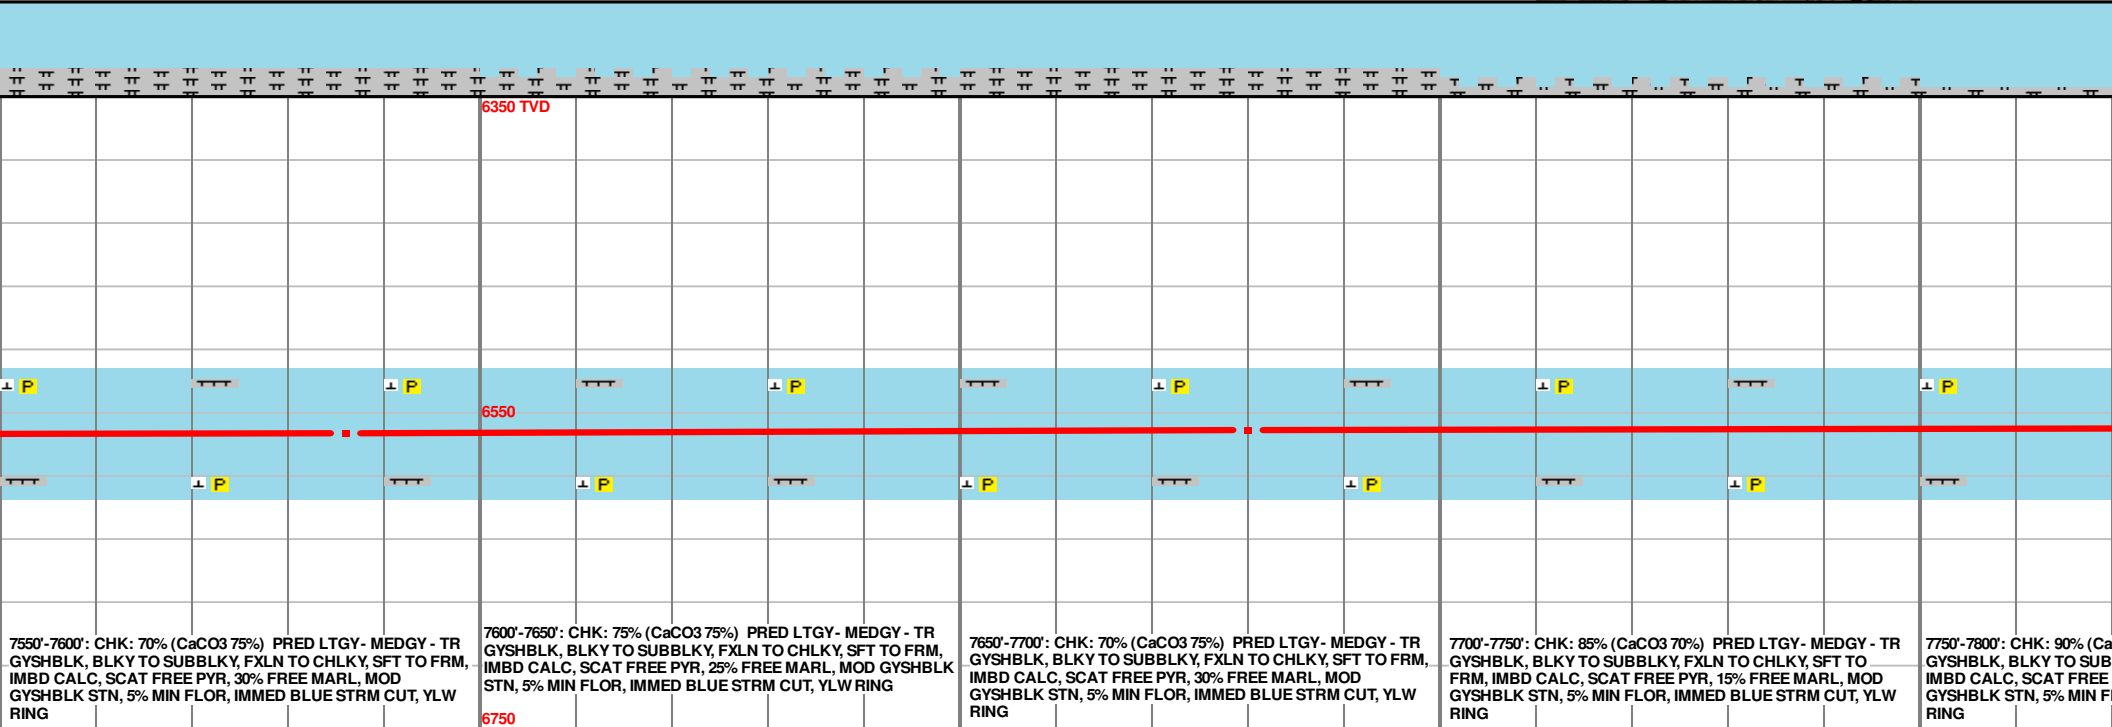 6350 TVD
P
P
P
P
P
P
6550
P
P
P
P
P
7550'-7600': CHK: 70% (CaCO3 75%) PRED LTGY- MEDGY - TR
GYSHBLK, BLKY TO SUBBLKY, FXLN TO CHLKY, SFT TO FRM,
IMBD CALC, SCAT FREE PYR, 30% FREE MARL, MOD
GYSHBLK STN, 5% MIN FLOR, IMMED BLUE STRM CUT, YLW
RING
7600'-7650': CHK: 75% (CaCO3 75%) PRED LTGY- MEDGY - TR
GYSHBLK, BLKY TO SUBBLKY, FXLN TO CHLKY, SFT TO FRM,
IMBD CALC, SCAT FREE PYR, 25% FREE MARL, MOD GYSHBLK
STN, 5% MIN FLOR, IMMED BLUE STRM CUT, YLW RING
7650'-7700': CHK: 70% (CaCO3 75%) PRED LTGY- MEDGY - TR
GYSHBLK, BLKY TO SUBBLKY, FXLN TO CHLKY, SFT TO FRM,
IMBD CALC, SCAT FREE PYR, 30% FREE MARL, MOD
GYSHBLK STN, 5% MIN FLOR, IMMED BLUE STRM CUT, YLW
RING
7700'-7750': CHK: 85% (CaCO3 70%) PRED LTGY- MEDGY - TR
GYSHBLK, BLKY TO SUBBLKY, FXLN TO CHLKY, SFT TO
FRM, IMBD CALC, SCAT FREE PYR, 15% FREE MARL, MOD
GYSHBLK STN, 5% MIN FLOR, IMMED BLUE STRM CUT, YLW
RING
7750'-7800': CHK: 90% (Ca
GYSHBLK, BLKY TO SUB
IMBD CALC, SCAT FREE
GYSHBLK STN, 5% MIN F
RING
6750